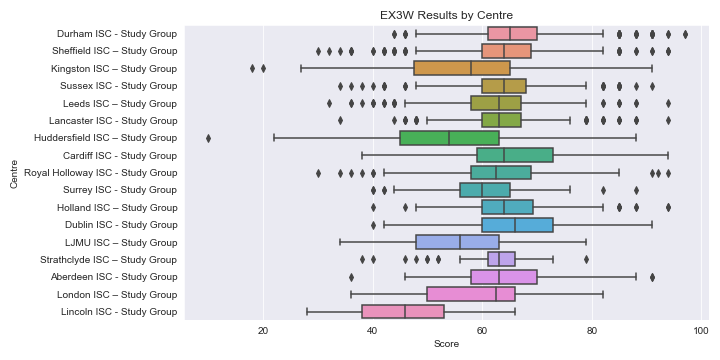 EX3W Results by Centre
Durham ISC - Study Group
Sheffield ISC – Study Group
Kingston ISC – Study Group
Sussex ISC - Study Group
Leeds ISC – Study Group
Lancaster ISC - Study Group
Huddersfield ISC – Study Group
Cardiff ISC - Study Group
Royal Holloway ISC - Study Group
Surrey ISC - Study Group
Holland ISC – Study Group
Dublin ISC - Study Group
LJMU ISC – Study Group
Strathclyde ISC - Study Group
Aberdeen ISC – Study Group
London ISC – Study Group
Lincoln ISC - Study Group
Centre
20 40 60 80 100
Score